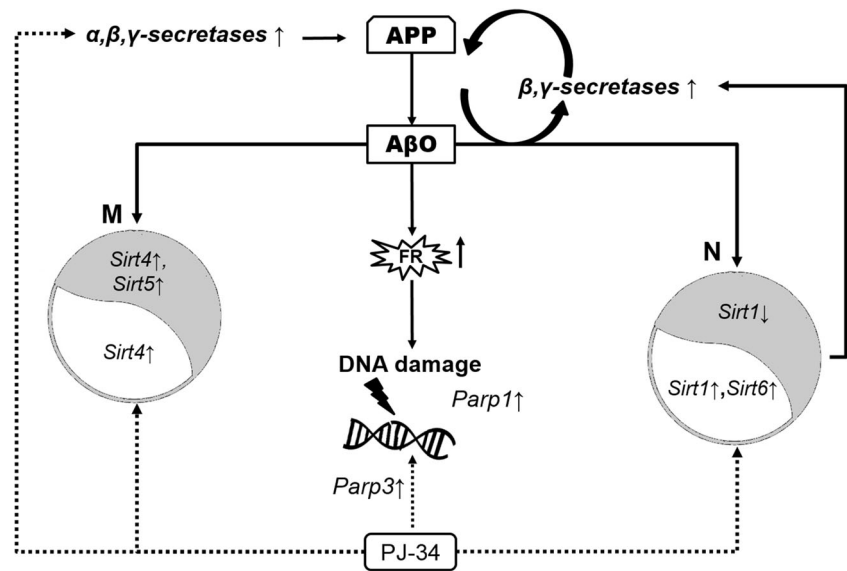 α,β,γ-secretases ↑
APP
β,γ-secretases ↑
AβO
M
N
Sirt4↑,
Sirt5↑
FR
↑
Sirt1↓
Sirt4↑
DNA damage
Parp1↑
Sirt1↑,Sirt6↑
Parp3↑
PJ-34